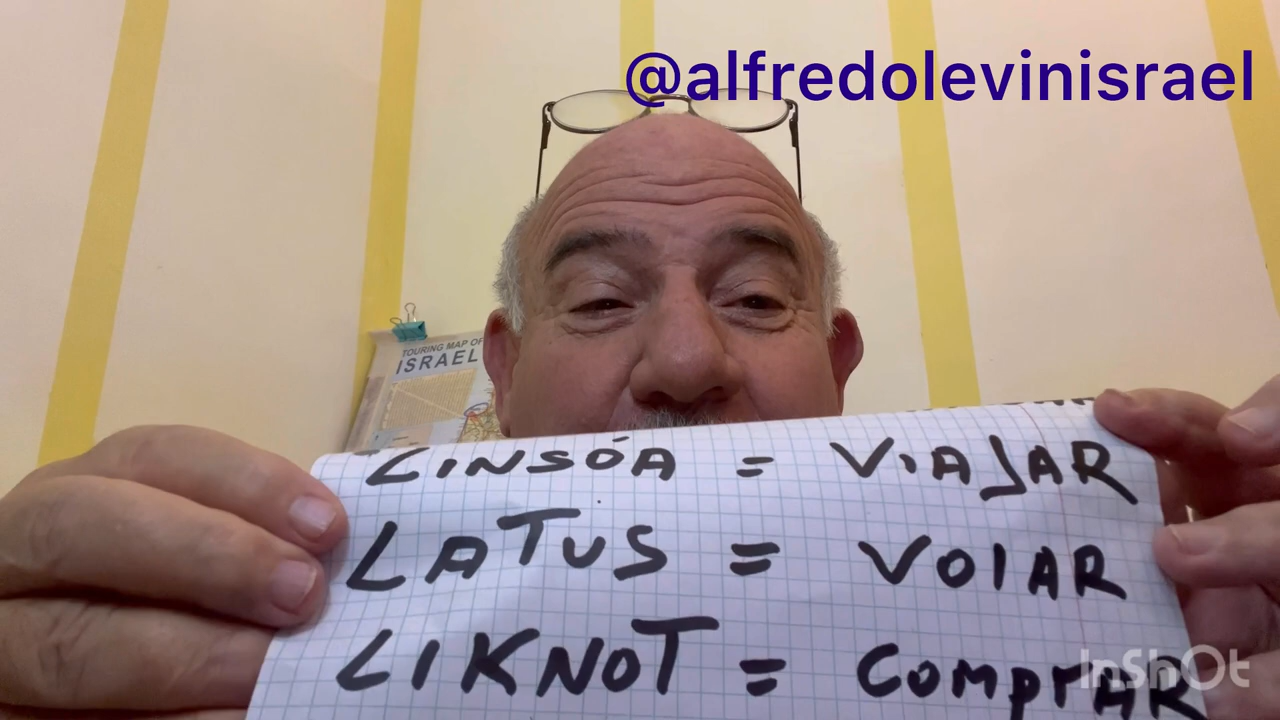 @alfredolevinisrael
TOURING MAP OF
ISRAEL
LINSÓA = VIAJAR
LATUS = VOlAR
LIKNOT = COMprAR
InShOt